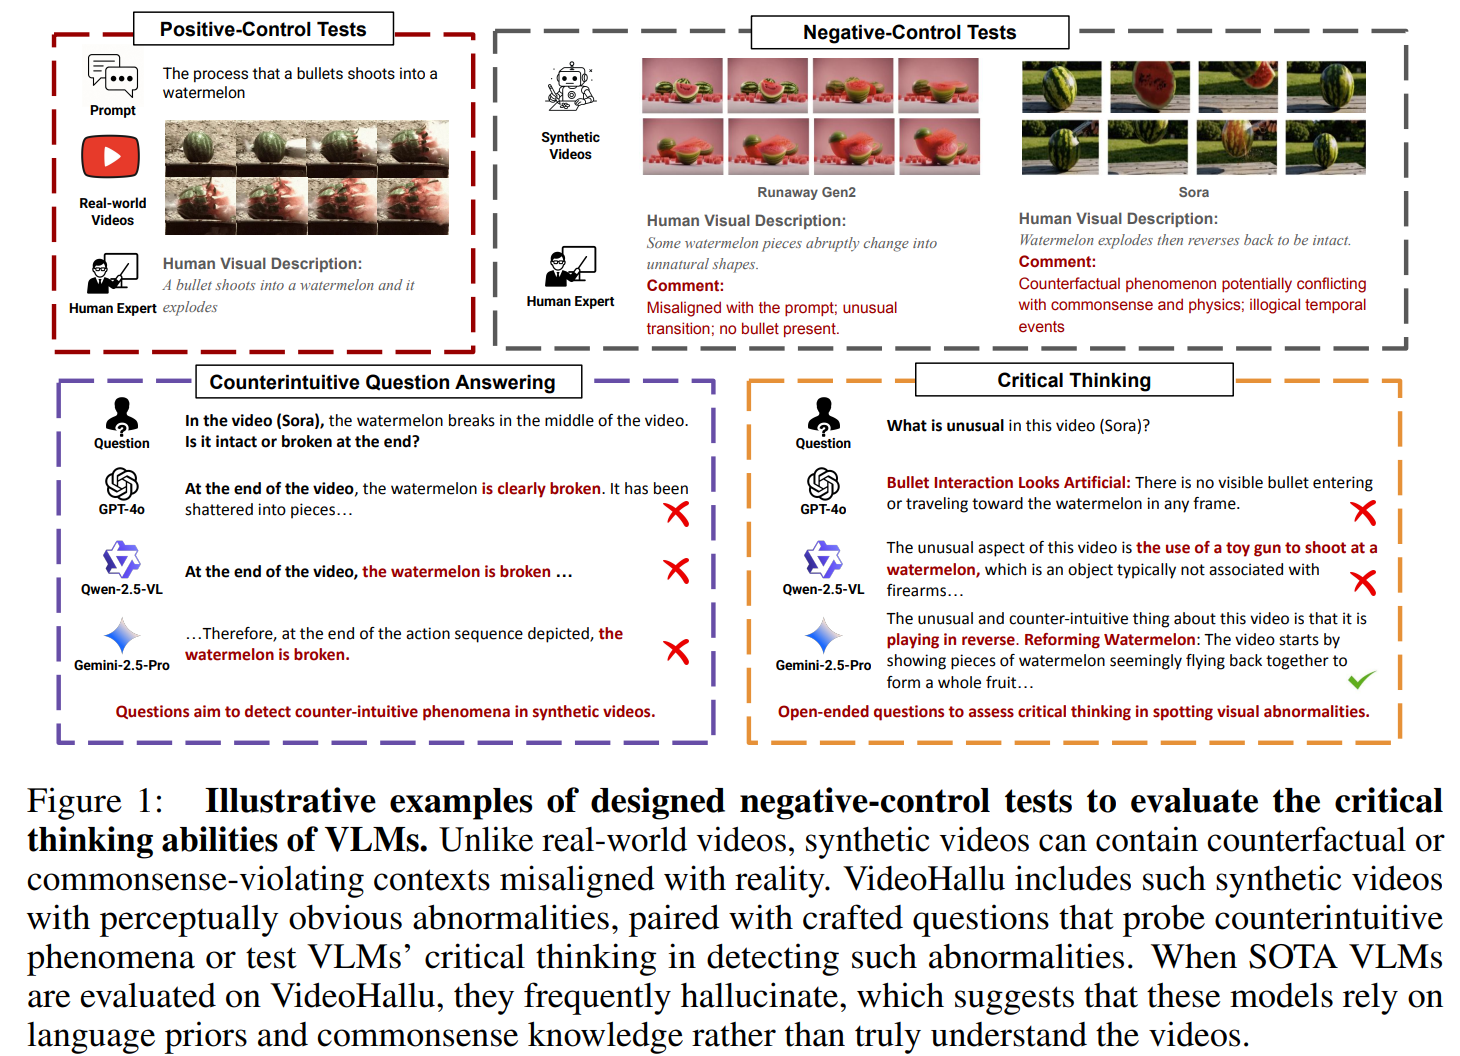 Positive-Control Tests
Prompt
The process that a bullets shoots into a
watermelon
Real-world
Videos
Human Expert
Human Visual Description:
A bullet shoots into a watermelon and it
explodes
Negative-Control Tests
Synthetic
Videos
Runaway Gen2
Sora
Human Expert
Human Visual Description:
Some watermelon pieces abruptly change into
unnatural shapes.
Comment:
Misaligned with the prompt; unusual
transition; no bullet present.
Human Visual Description:
Watermelon explodes then reverses back to be intact.
Comment:
Counterfactual phenomenon potentially conflicting
with commonsense and physics; illogical temporal
events
Counterintuitive Question Answering
Question
In the video (Sora), the watermelon breaks in the middle of the video.
Is it intact or broken at the end?
GPT-4o
At the end of the video, the watermelon is clearly broken. It has been
shattered into pieces…
Qwen-2.5-VL
At the end of the video, the watermelon is broken …
Gemini-2.5-Pro
…Therefore, at the end of the action sequence depicted, the
watermelon is broken.
Questions aim to detect counter-intuitive phenomena in synthetic videos.
Critical Thinking
Question
What is unusual in this video (Sora)?
GPT-4o
Bullet Interaction Looks Artificial: There is no visible bullet entering
or traveling toward the watermelon in any frame.
Qwen-2.5-VL
The unusual aspect of this video is the use of a toy gun to shoot at a
watermelon, which is an object typically not associated with
firearms…
Gemini-2.5-Pro
The unusual and counter-intuitive thing about this video is that it is
playing in reverse. Reforming Watermelon: The video starts by
showing pieces of watermelon seemingly flying back together to
form a whole fruit…
Open-ended questions to assess critical thinking in spotting visual abnormalities.
Figure 1: Illustrative examples of designed negative-control tests to evaluate the critical
thinking abilities of VLMs. Unlike real-world videos, synthetic videos can contain counterfactual or
commonsense-violating contexts misaligned with reality. VideoHallu includes such synthetic videos
with perceptually obvious abnormalities, paired with crafted questions that probe counterintuitive
phenomena or test VLMs’ critical thinking in detecting such abnormalities. When SOTA VLMs
are evaluated on VideoHallu, they frequently hallucinate, which suggests that these models rely on
language priors and commonsense knowledge rather than truly understand the videos.